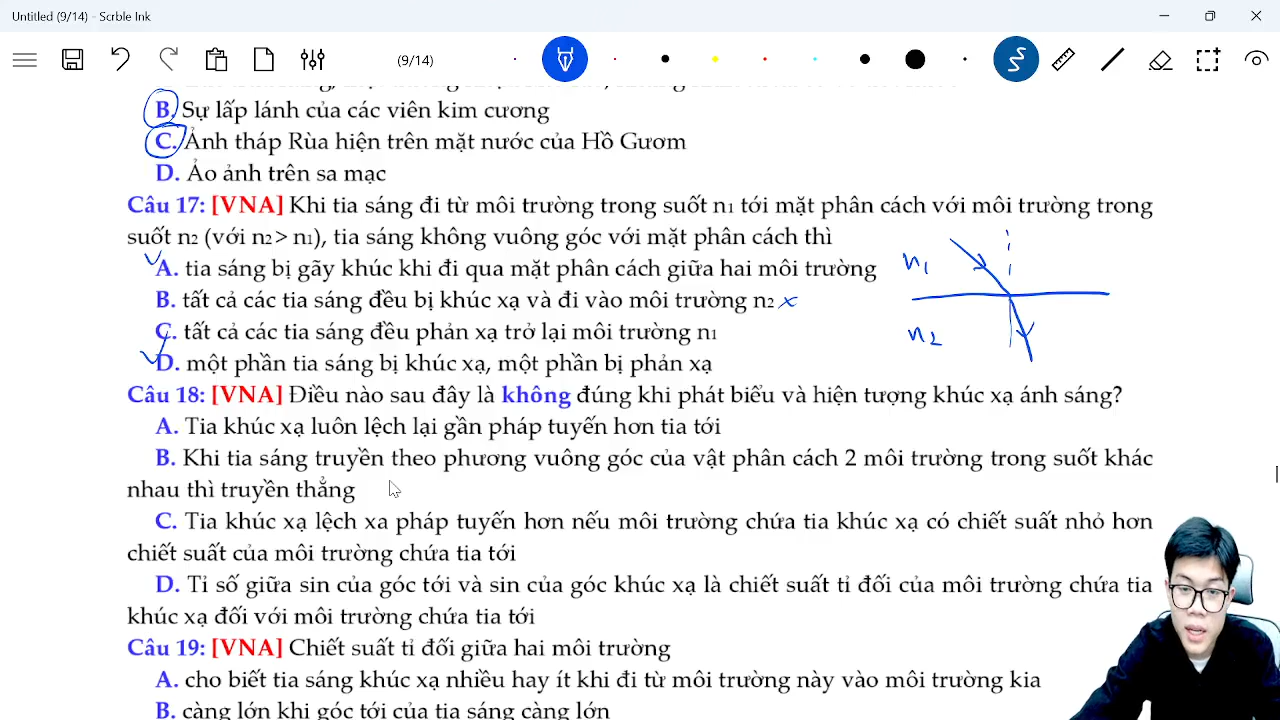 Untitled (9/14) - Scrble Ink
(9/14)
B. Sự lấp lánh của các viên kim cương
C. Ảnh tháp Rùa hiện trên mặt nước của Hồ Gươm
D. Ảo ảnh trên sa mạc
Câu 17: [VNA] Khi tia sáng đi từ môi trường trong suốt n₁ tới mặt phân cách với môi trường trong
suốt n₂ (với n₂ > n₁), tia sáng không vuông góc với mặt phân cách thì
A. tia sáng bị gãy khúc khi đi qua mặt phân cách giữa hai môi trường
n₁
B. tất cả các tia sáng đều bị khúc xạ và đi vào môi trường n₂ x
C. tất cả các tia sáng đều phản xạ trở lại môi trường n₁
n₂
D. một phần tia sáng bị khúc xạ, một phần bị phản xạ
Câu 18: [VNA] Điều nào sau đây là không đúng khi phát biểu và hiện tượng khúc xạ ánh sáng?
A. Tia khúc xạ luôn lệch lại gần pháp tuyến hơn tia tới
B. Khi tia sáng truyền theo phương vuông góc của vật phân cách 2 môi trường trong suốt khác
nhau thì truyền thẳng
C. Tia khúc xạ lệch xa pháp tuyến hơn nếu môi trường chứa tia khúc xạ có chiết suất nhỏ hơn
chiết suất của môi trường chứa tia tới
D. Tỉ số giữa sin của góc tới và sin của góc khúc xạ là chiết suất tỉ đối của môi trường chứa tia
khúc xạ đối với môi trường chứa tia tới
Câu 19: [VNA] Chiết suất tỉ đối giữa hai môi trường
A. cho biết tia sáng khúc xạ nhiều hay ít khi đi từ môi trường này vào môi trường kia
B. càng lớn khi góc tới của tia sáng càng lớn